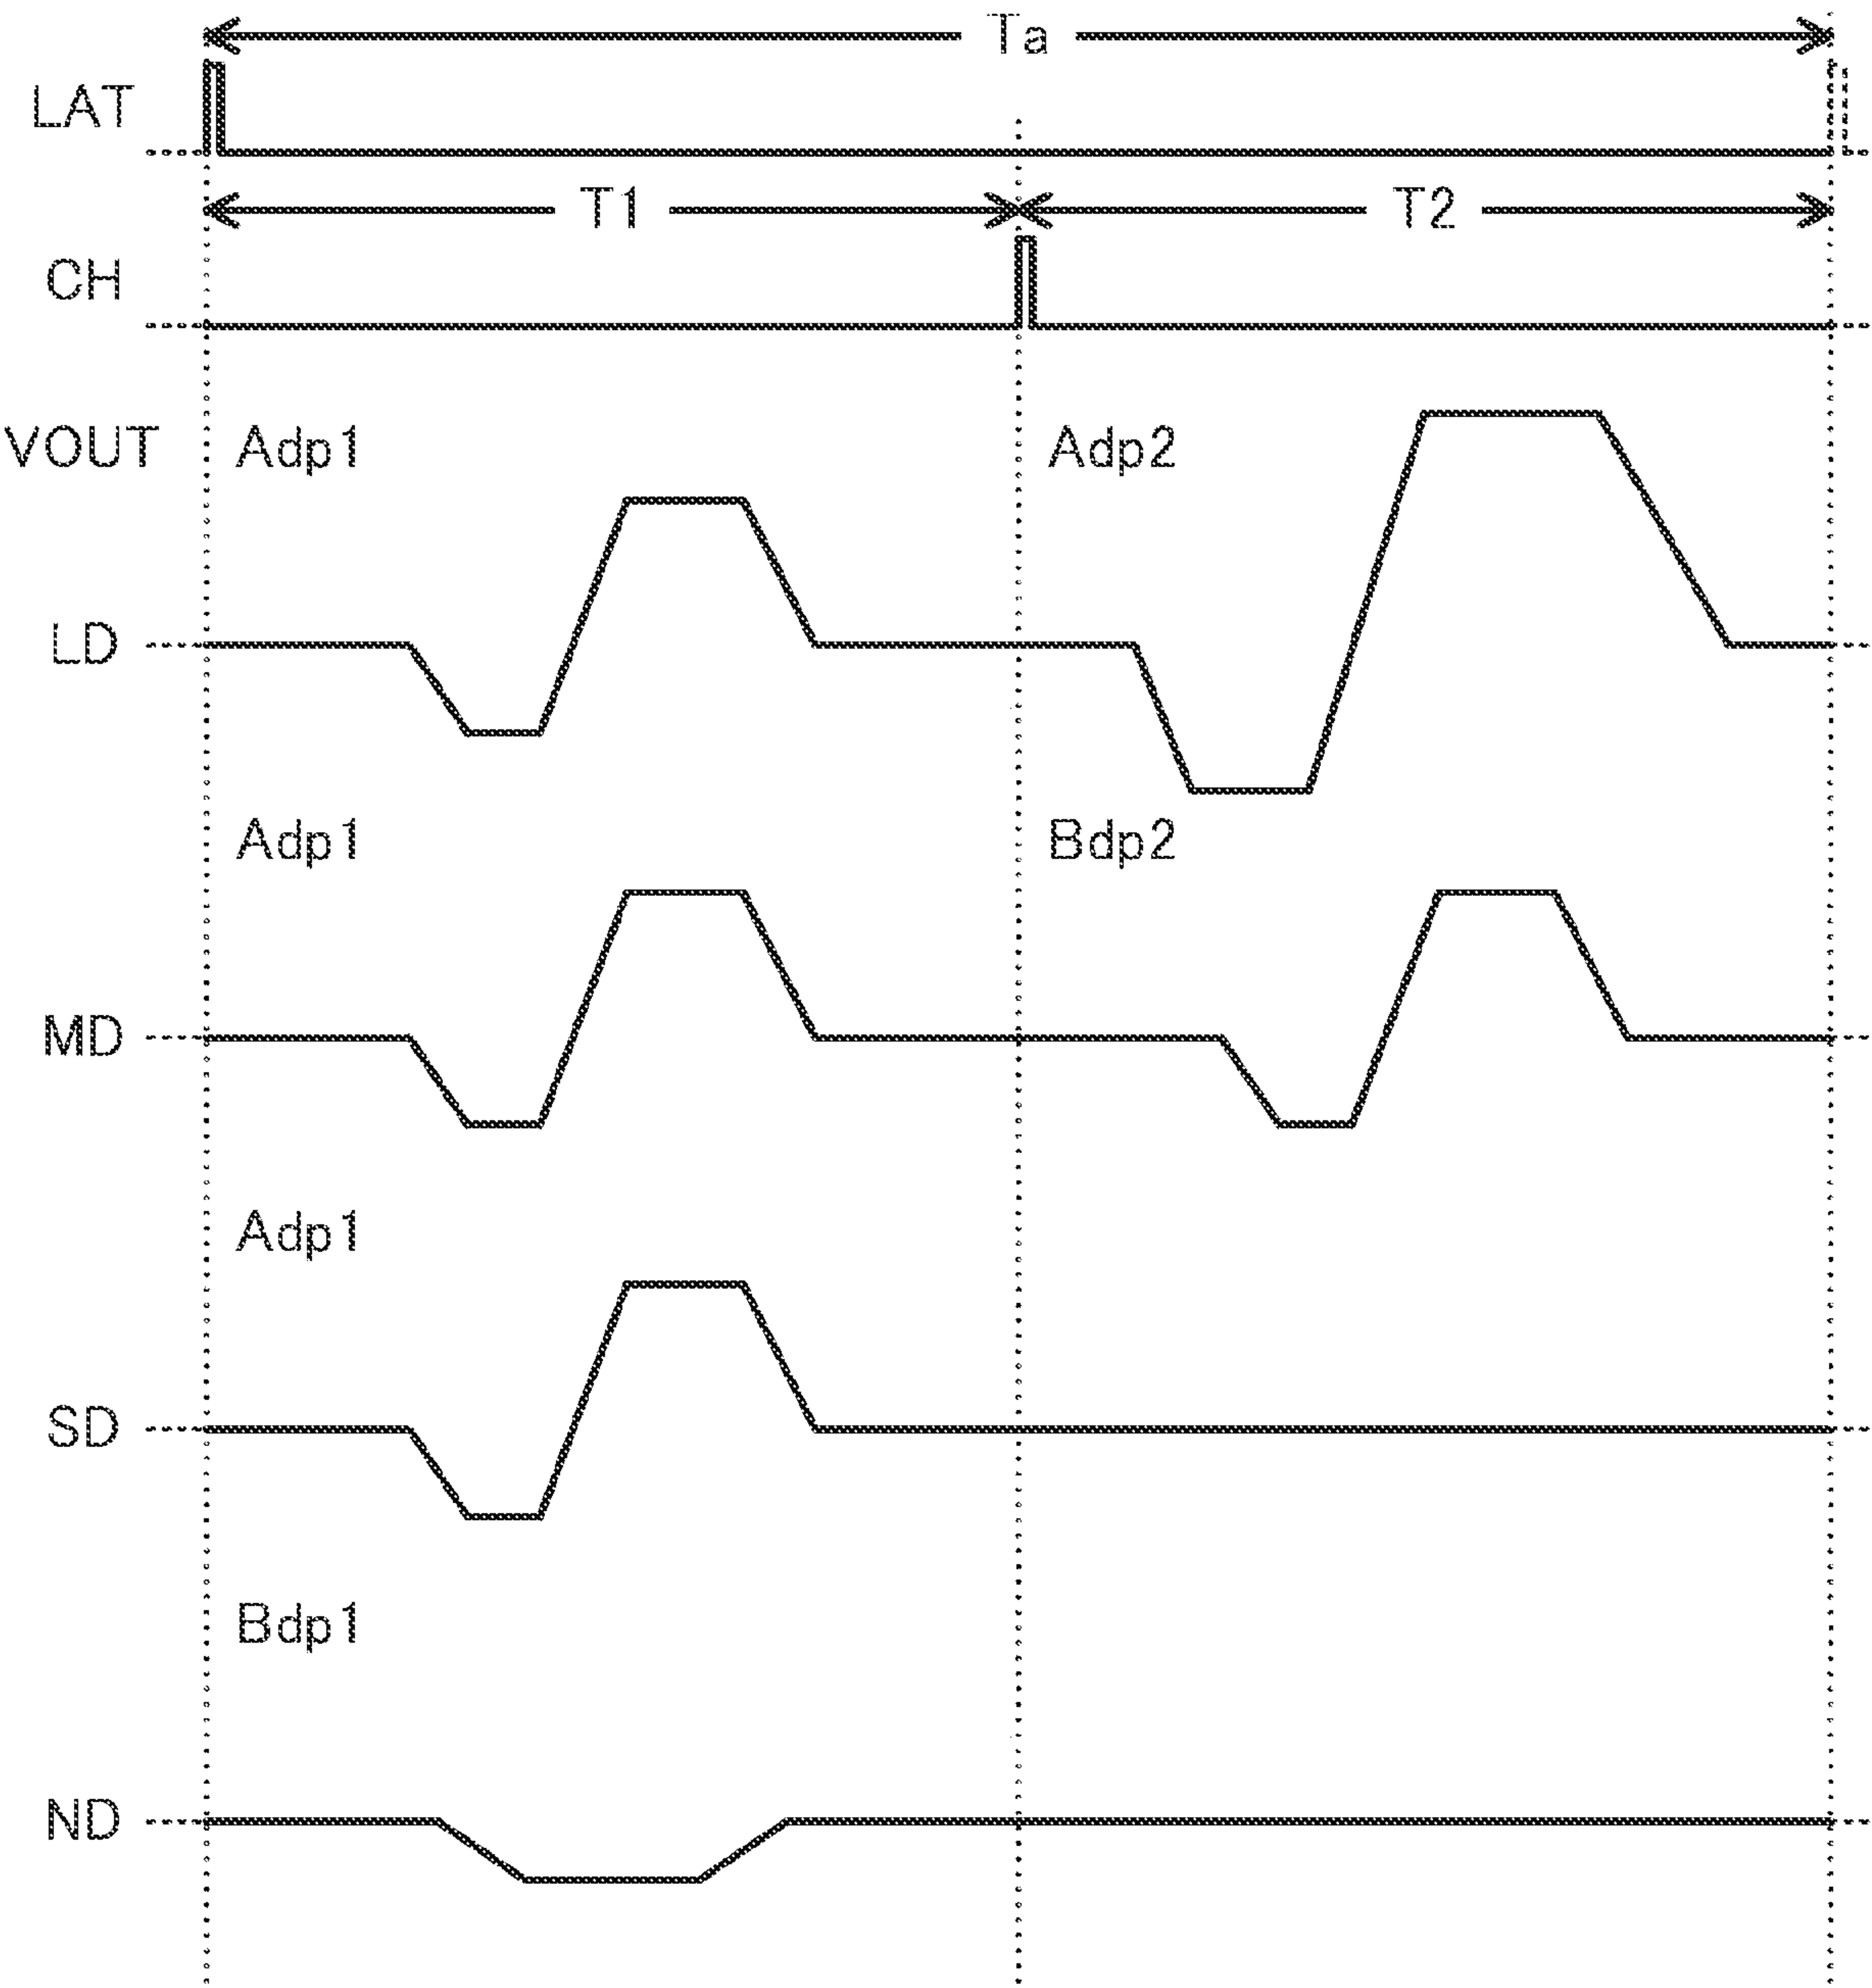 Ta
LAT
T1 T2
CH
VOUT Adp1 Adp2
LD
Adp1 Bdp2
MD
Adp1
SD
Bdp1
ND